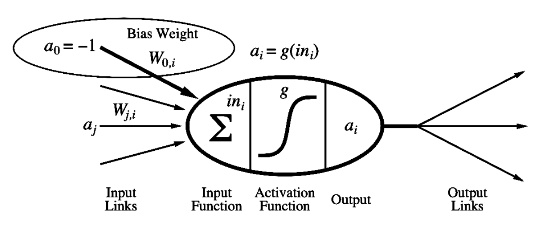 Bias Weight
a₀ = −1
W₀,ᵢ
aᵢ = g(inᵢ)
Wⱼ,ᵢ
aⱼ
inᵢ
Σ
g
aᵢ
Input Links
Input Function
Activation Function
Output
Output Links